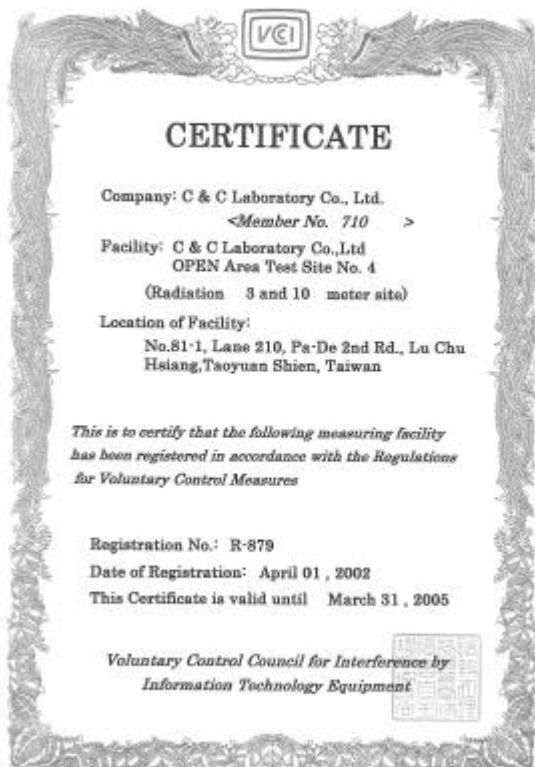 VCCI
CERTIFICATE
Company: C & C Laboratory Co., Ltd.
<Member No. 710 >
Facility: C & C Laboratory Co.,Ltd
OPEN Area Test Site No. 4
(Radiation 3 and 10 meter site)
Location of Facility:
No.81-1, Lane 210, Pa-De 2nd Rd., Lu Chu
Hsiang,Taoyuan Shien, Taiwan
This is to certify that the following measuring facility
has been registered in accordance with the Regulations
for Voluntary Control Measures
Registration No.: R-879
Date of Registration: April 01 , 2002
This Certificate is valid until March 31 , 2005
Voluntary Control Council for Interference by
Information Technology Equipment